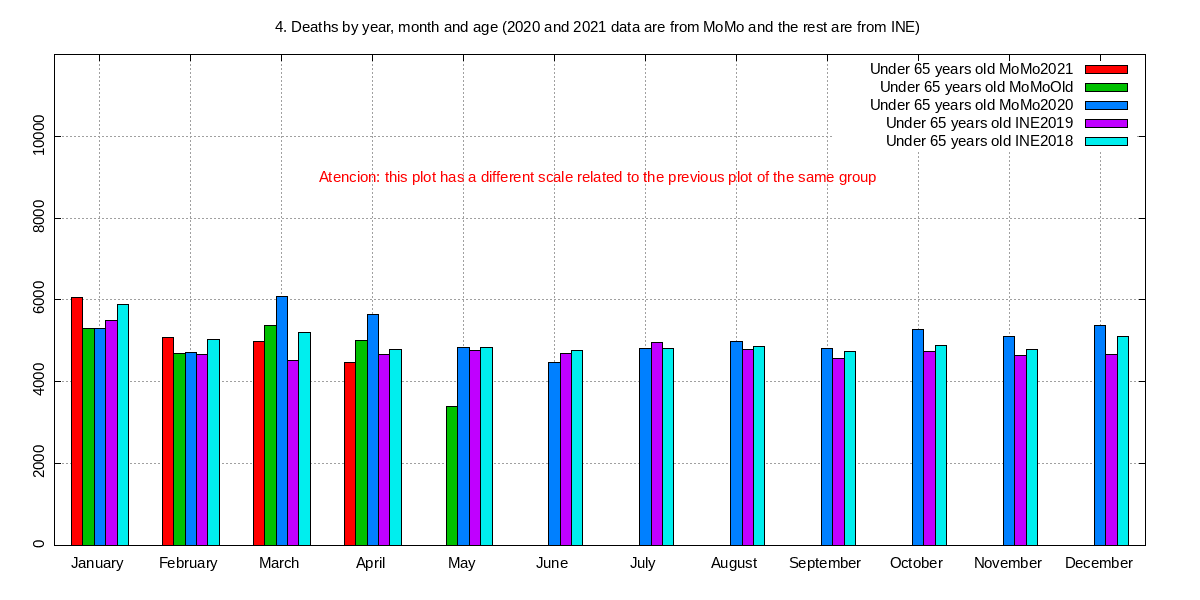 4. Deaths by year, month and age (2020 and 2021 data are from MoMo and the rest are from INE)
Under 65 years old MoMo2021
Under 65 years old MoMoOld
Under 65 years old MoMo2020
Under 65 years old INE2019
Under 65 years old INE2018
Atencion: this plot has a different scale related to the previous plot of the same group
10000
8000
6000
4000
2000
0
January February March April May June July August September October November December